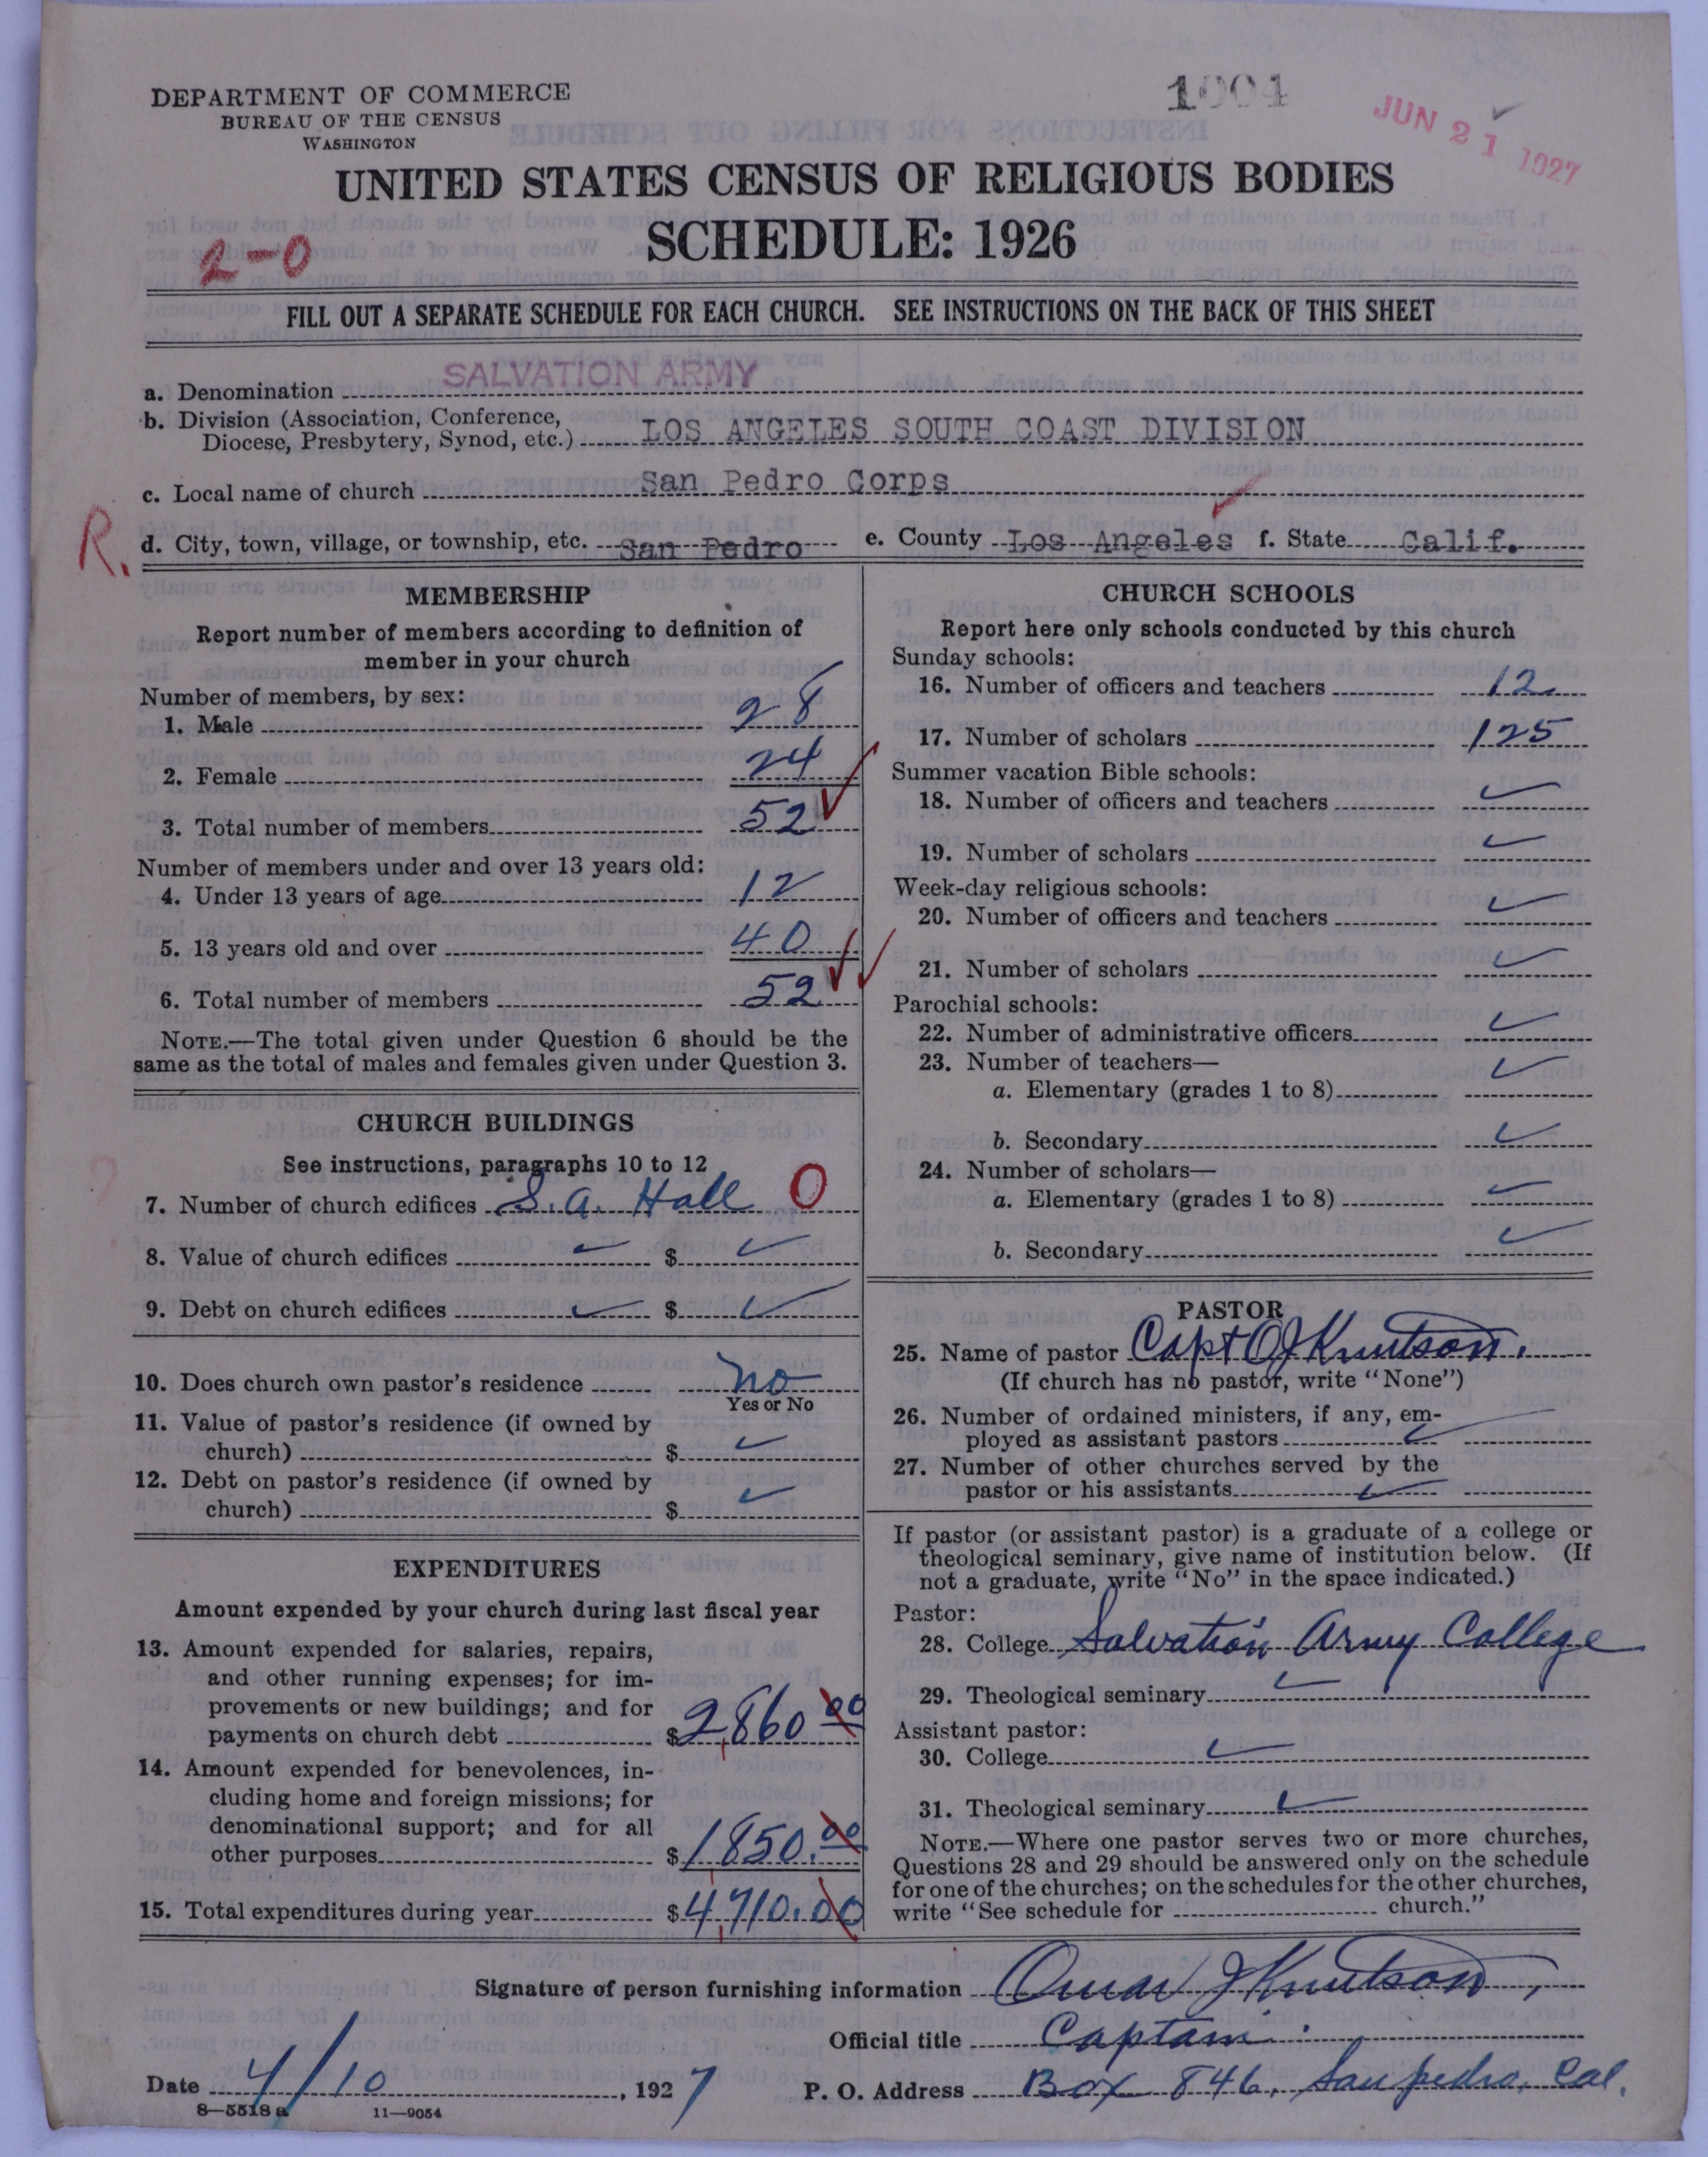 DEPARTMENT OF COMMERCE
BUREAU OF THE CENSUS
WASHINGTON
1004
JUN 21 1927
UNITED STATES CENSUS OF RELIGIOUS BODIES
SCHEDULE: 1926
2-0
FILL OUT A SEPARATE SCHEDULE FOR EACH CHURCH. SEE INSTRUCTIONS ON THE BACK OF THIS SHEET
a. Denomination SALVATION ARMY
b. Division (Association, Conference,
Diocese, Presbytery, Synod, etc.) LOS ANGELES SOUTH COAST DIVISION
c. Local name of church San Pedro Corps
R.
d. City, town, village, or township, etc. San Pedro e. County Los Angeles f. State Calif.
MEMBERSHIP
Report number of members according to definition of
member in your church
Number of members, by sex:
1. Male 28
2. Female 24
3. Total number of members 52
Number of members under and over 13 years old:
4. Under 13 years of age 12
5. 13 years old and over 40
6. Total number of members 52
NOTE.—The total given under Question 6 should be the
same as the total of males and females given under Question 3.
CHURCH BUILDINGS
See instructions, paragraphs 10 to 12
7. Number of church edifices S.A. Hall 0
8. Value of church edifices $
9. Debt on church edifices $
10. Does church own pastor's residence no
Yes or No
11. Value of pastor's residence (if owned by
church) $
12. Debt on pastor's residence (if owned by
church) $
EXPENDITURES
Amount expended by your church during last fiscal year
13. Amount expended for salaries, repairs,
and other running expenses; for im-
provements or new buildings; and for
payments on church debt $2,860 00
14. Amount expended for benevolences, in-
cluding home and foreign missions; for
denominational support; and for all
other purposes $1,850.00
15. Total expenditures during year $4,710.00
CHURCH SCHOOLS
Report here only schools conducted by this church
Sunday schools:
16. Number of officers and teachers 12
17. Number of scholars 125
Summer vacation Bible schools:
18. Number of officers and teachers
19. Number of scholars
Week-day religious schools:
20. Number of officers and teachers
21. Number of scholars
Parochial schools:
22. Number of administrative officers
23. Number of teachers—
a. Elementary (grades 1 to 8)
b. Secondary
24. Number of scholars—
a. Elementary (grades 1 to 8)
b. Secondary
PASTOR
25. Name of pastor Capt O J Knutson.
(If church has no pastor, write "None")
26. Number of ordained ministers, if any, em-
ployed as assistant pastors
27. Number of other churches served by the
pastor or his assistants
If pastor (or assistant pastor) is a graduate of a college or
theological seminary, give name of institution below. (If
not a graduate, write "No" in the space indicated.)
Pastor:
28. College Salvation Army College
29. Theological seminary
Assistant pastor:
30. College
31. Theological seminary
NOTE.—Where one pastor serves two or more churches,
Questions 28 and 29 should be answered only on the schedule
for one of the churches; on the schedules for the other churches,
write "See schedule for church."
Signature of person furnishing information Omar J Knutson,
Official title Captain.
Date 4/10, 1927 P. O. Address Box 846, San pedro, Cal.
8—5518 a 11—9054